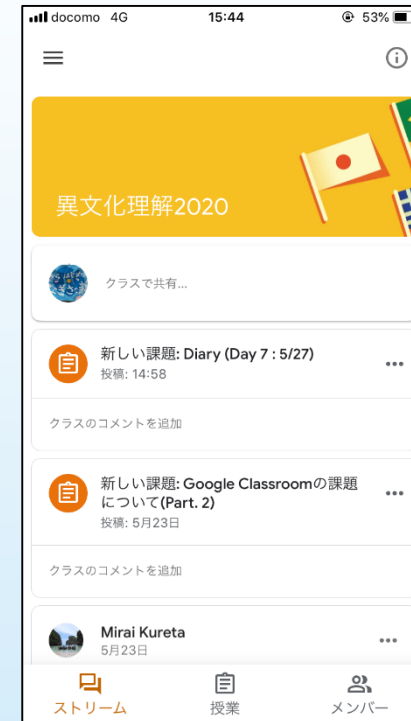 docomo 4G 15:44 53%
異文化理解2020
クラスで共有...
新しい課題: Diary (Day 7 : 5/27)
投稿: 14:58
クラスのコメントを追加
新しい課題: Google Classroomの課題
について(Part. 2)
投稿: 5月23日
クラスのコメントを追加
Mirai Kureta
5月23日
ストリーム 授業 メンバー